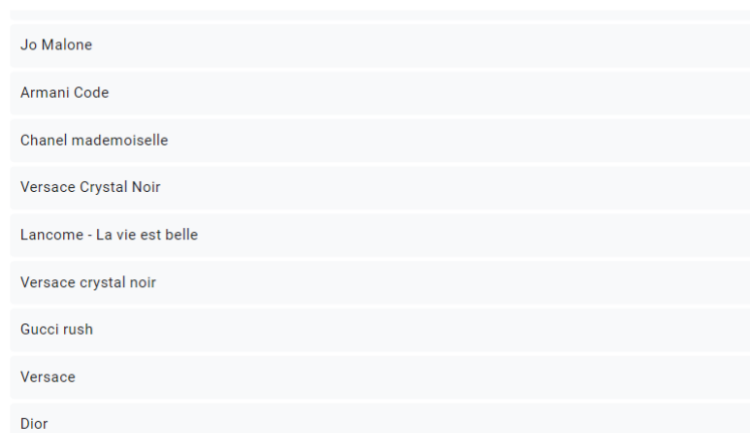 Jo Malone
Armani Code
Chanel mademoiselle
Versace Crystal Noir
Lancome - La vie est belle
Versace crystal noir
Gucci rush
Versace
Dior